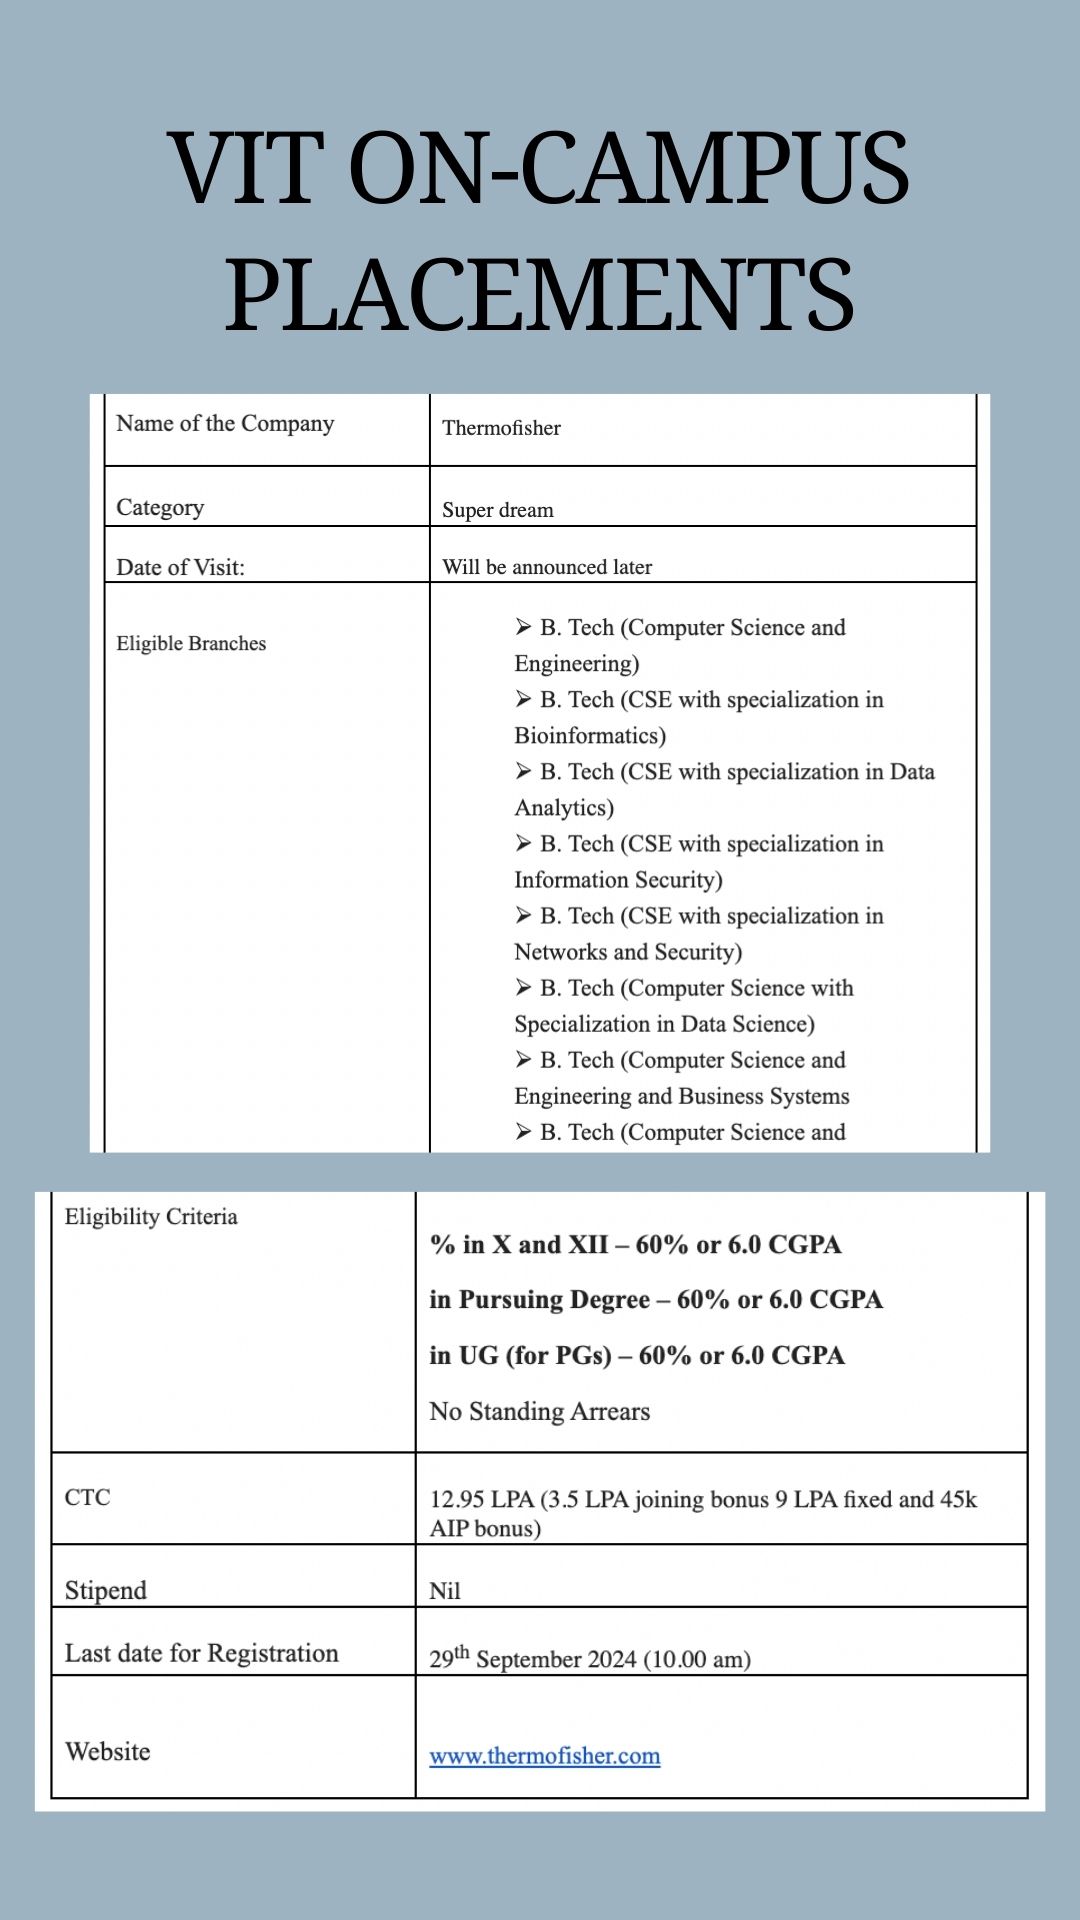 VIT ON-CAMPUS
PLACEMENTS
Name of the Company
Thermofisher
Category
Super dream
Date of Visit:
Will be announced later
Eligible Branches
➢ B. Tech (Computer Science and
Engineering)
➢ B. Tech (CSE with specialization in
Bioinformatics)
➢ B. Tech (CSE with specialization in Data
Analytics)
➢ B. Tech (CSE with specialization in
Information Security)
➢ B. Tech (CSE with specialization in
Networks and Security)
➢ B. Tech (Computer Science with
Specialization in Data Science)
➢ B. Tech (Computer Science and
Engineering and Business Systems
➢ B. Tech (Computer Science and
Eligibility Criteria
% in X and XII – 60% or 6.0 CGPA
in Pursuing Degree – 60% or 6.0 CGPA
in UG (for PGs) – 60% or 6.0 CGPA
No Standing Arrears
CTC
12.95 LPA (3.5 LPA joining bonus 9 LPA fixed and 45k
AIP bonus)
Stipend
Nil
Last date for Registration
29th September 2024 (10.00 am)
Website
www.thermofisher.com